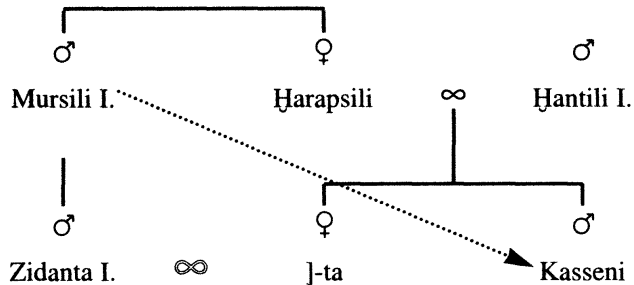 ♂ ♀ ♂
Mursili I. Ḫarapsili ∞ Ḫantili I.
♂ ♀ ♂
Zidanta I. ∞ ]-ta Kasseni